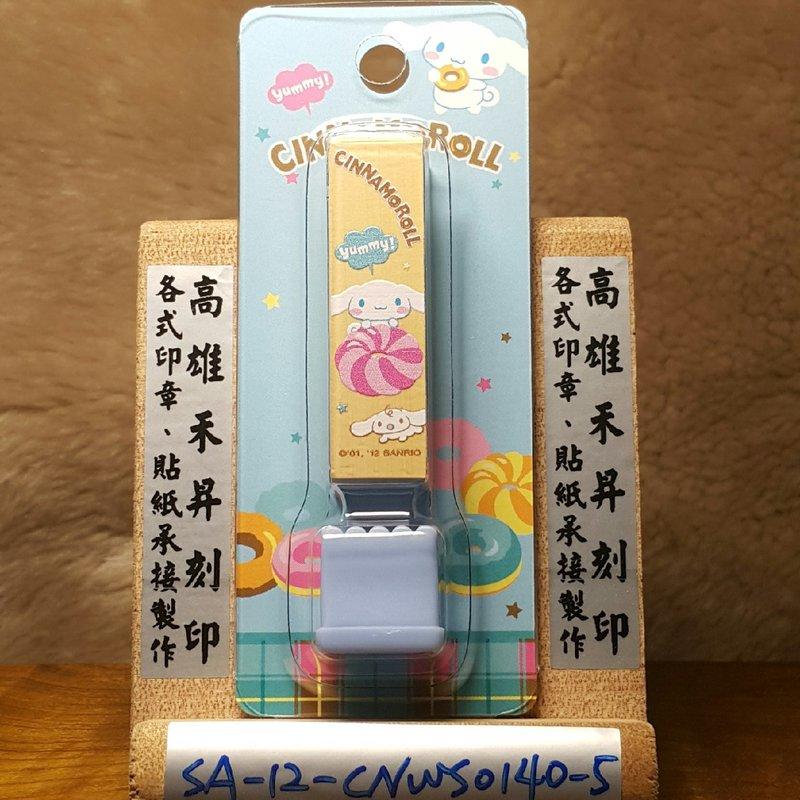 yummy!
CINNAMOROLL
CINNAMOROLL
yummy!
©'01, '12 SANRIO
高雄禾昇刻印
各式印章、貼紙承接製作
高雄禾昇刻印
各式印章、貼紙承接製作
SA-12-CNWS0140-5